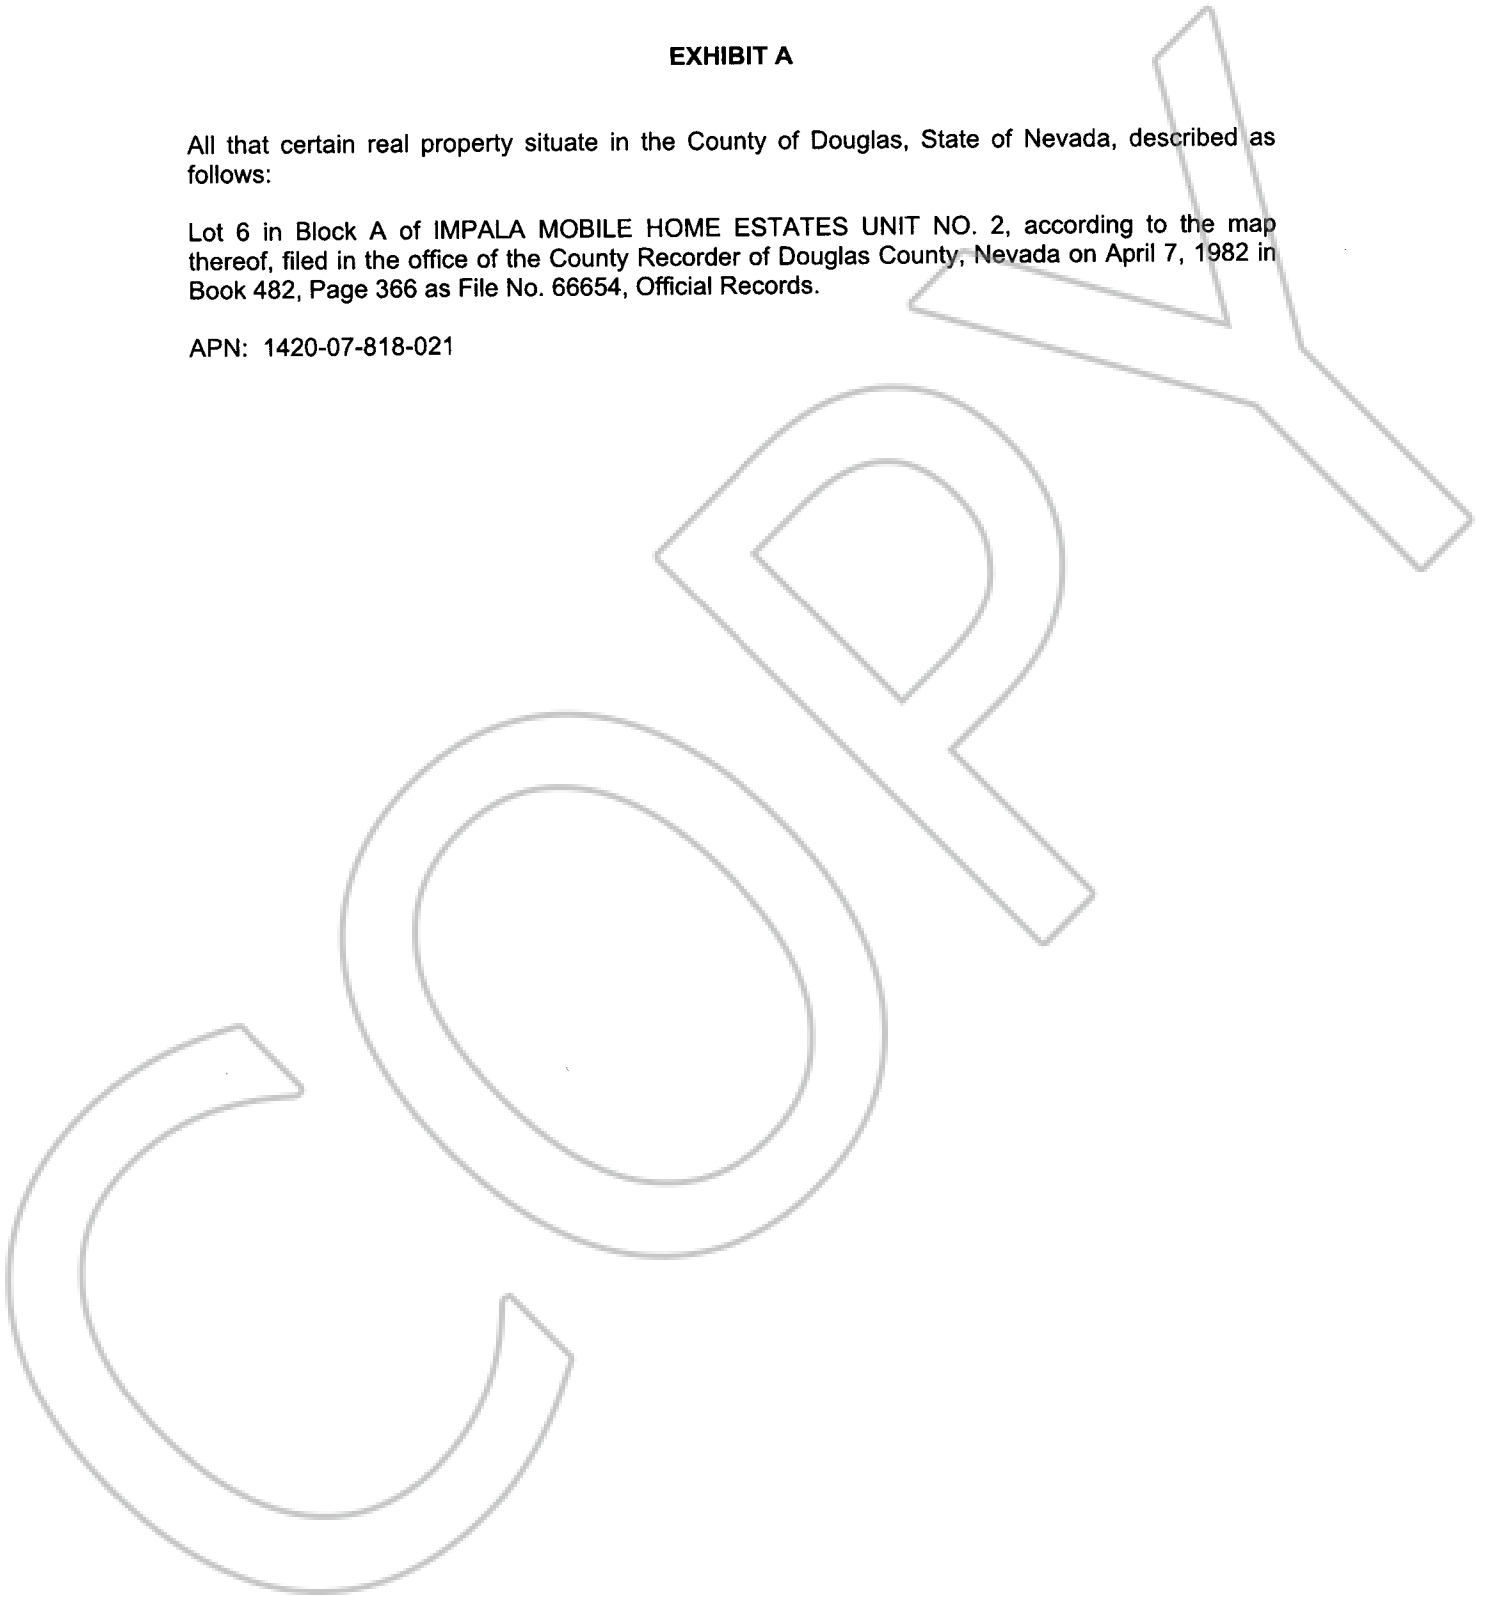 EXHIBIT A
All that certain real property situate in the County of Douglas, State of Nevada, described as
follows:
Lot 6 in Block A of IMPALA MOBILE HOME ESTATES UNIT NO. 2, according to the map
thereof, filed in the office of the County Recorder of Douglas County, Nevada on April 7, 1982 in
Book 482, Page 366 as File No. 66654, Official Records.
APN: 1420-07-818-021
COPY